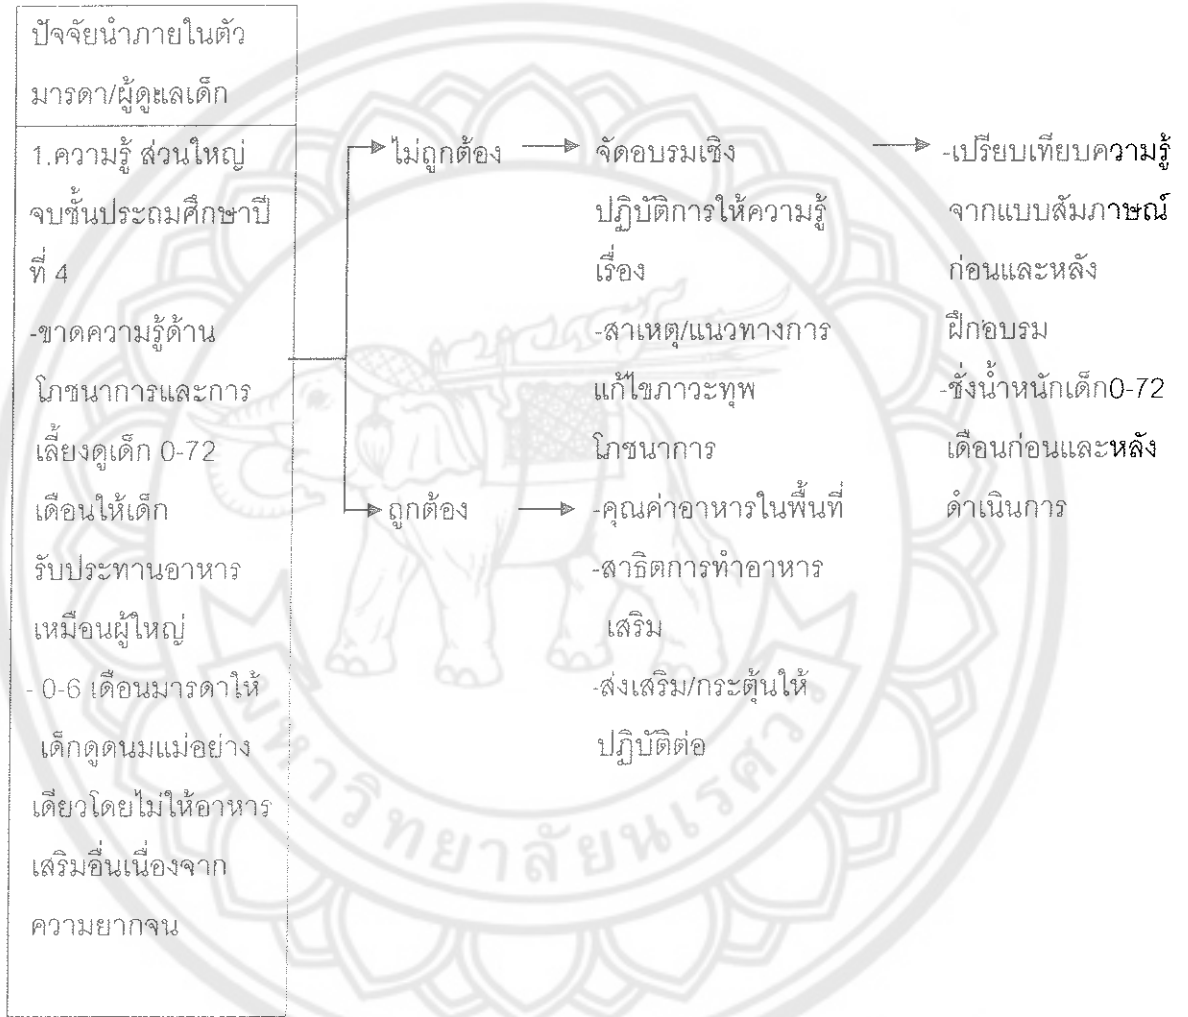 ปัจจัยนำภายในตัว
มารดา/ผู้ดูแลเด็ก
1.ความรู้ ส่วนใหญ่
จบชั้นประถมศึกษาปี
ที่ 4
-ขาดความรู้ด้าน
โภชนาการและการ
เลี้ยงดูเด็ก 0-72
เดือนให้เด็ก
รับประทานอาหาร
เหมือนผู้ใหญ่
- 0-6 เดือนมารดาให้
เด็กดูดนมแม่อย่าง
เดียวโดยไม่ให้อาหาร
เสริมอื่นเนื่องจาก
ความยากจน
ไม่ถูกต้อง
ถูกต้อง
จัดอบรมเชิง
ปฏิบัติการให้ความรู้
เรื่อง
-สาเหตุ/แนวทางการ
แก้ไขภาวะทุพ
โภชนาการ
-คุณค่าอาหารในพื้นที่
-สาธิตการทำอาหาร
เสริม
-ส่งเสริม/กระตุ้นให้
ปฏิบัติต่อ
-เปรียบเทียบความรู้
จากแบบสัมภาษณ์
ก่อนและหลัง
ฝึกอบรม
-ชั่งน้ำหนักเด็ก0-72
เดือนก่อนและหลัง
ดำเนินการ
มหาวิทยาลัยนเรศวร